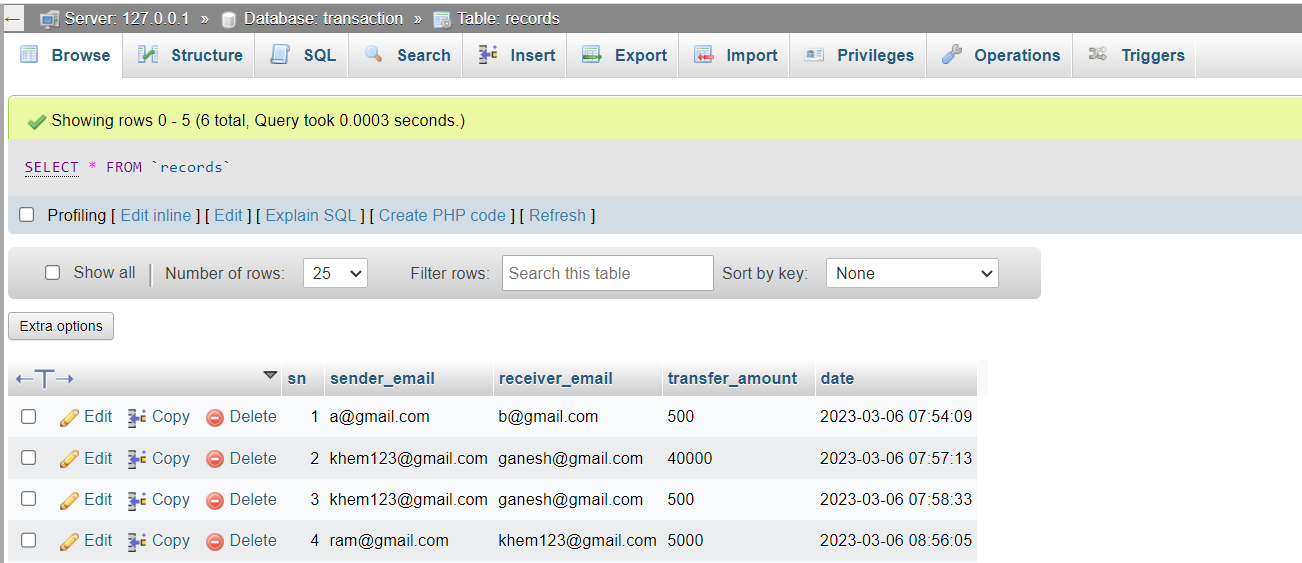 ← Server: 127.0.0.1 » Database: transaction » Table: records
Browse Structure SQL Search Insert Export Import Privileges Operations Triggers
Showing rows 0 - 5 (6 total, Query took 0.0003 seconds.)
SELECT * FROM `records`
Profiling [ Edit inline ] [ Edit ] [ Explain SQL ] [ Create PHP code ] [ Refresh ]
Show all Number of rows: 25 Filter rows: Search this table Sort by key: None
Extra options
←T→ sn sender_email receiver_email transfer_amount date
Edit Copy Delete 1 a@gmail.com b@gmail.com 500 2023-03-06 07:54:09
Edit Copy Delete 2 khem123@gmail.com ganesh@gmail.com 40000 2023-03-06 07:57:13
Edit Copy Delete 3 khem123@gmail.com ganesh@gmail.com 500 2023-03-06 07:58:33
Edit Copy Delete 4 ram@gmail.com khem123@gmail.com 5000 2023-03-06 08:56:05